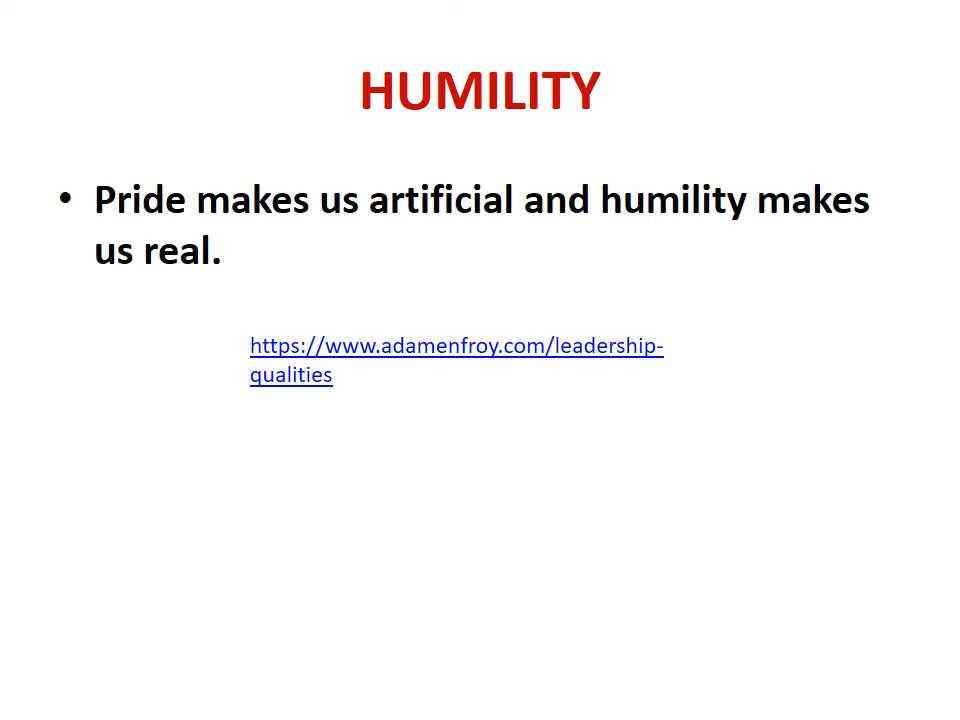 HUMILITY
• Pride makes us artificial and humility makes
us real.
https://www.adamenfroy.com/leadership-
qualities